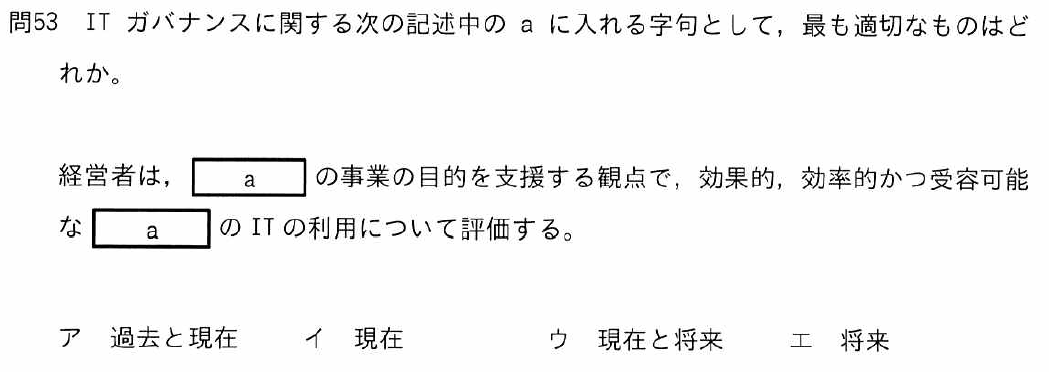 問53 IT ガバナンスに関する次の記述中の a に入れる字句として，最も適切なものはど
れか。
経営者は， a の事業の目的を支援する観点で，効果的，効率的かつ受容可能
な a の IT の利用について評価する。
ア 過去と現在 イ 現在 ウ 現在と将来 エ 将来